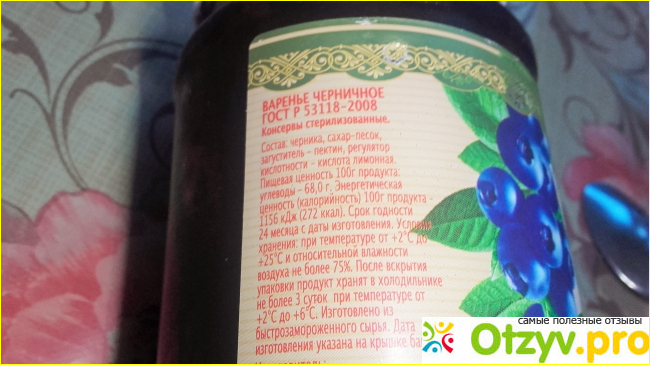 ВАРЕНЬЕ ЧЕРНИЧНОЕ
ГОСТ Р 53118-2008
Консервы стерилизованные.
Состав: черника, сахар-песок,
загуститель - пектин, регулятор
кислотности - кислота лимонная.
Пищевая ценность 100г продукта:
углеводы - 68,0 г. Энергетическая
ценность (калорийность) 100г продукта -
1156 кДж (272 ккал). Срок годности
24 месяца с даты изготовления. Условия
хранения: при температуре от +2°С до
+25°С и относительной влажности
воздуха не более 75%. После вскрытия
упаковки продукт хранят в холодильнике
не более 3 суток при температуре от
+2°С до +6°С. Изготовлено из
быстрозамороженного сырья. Дата
изготовления указана на крышке
самые полезные отзывы
Otzyv.pro